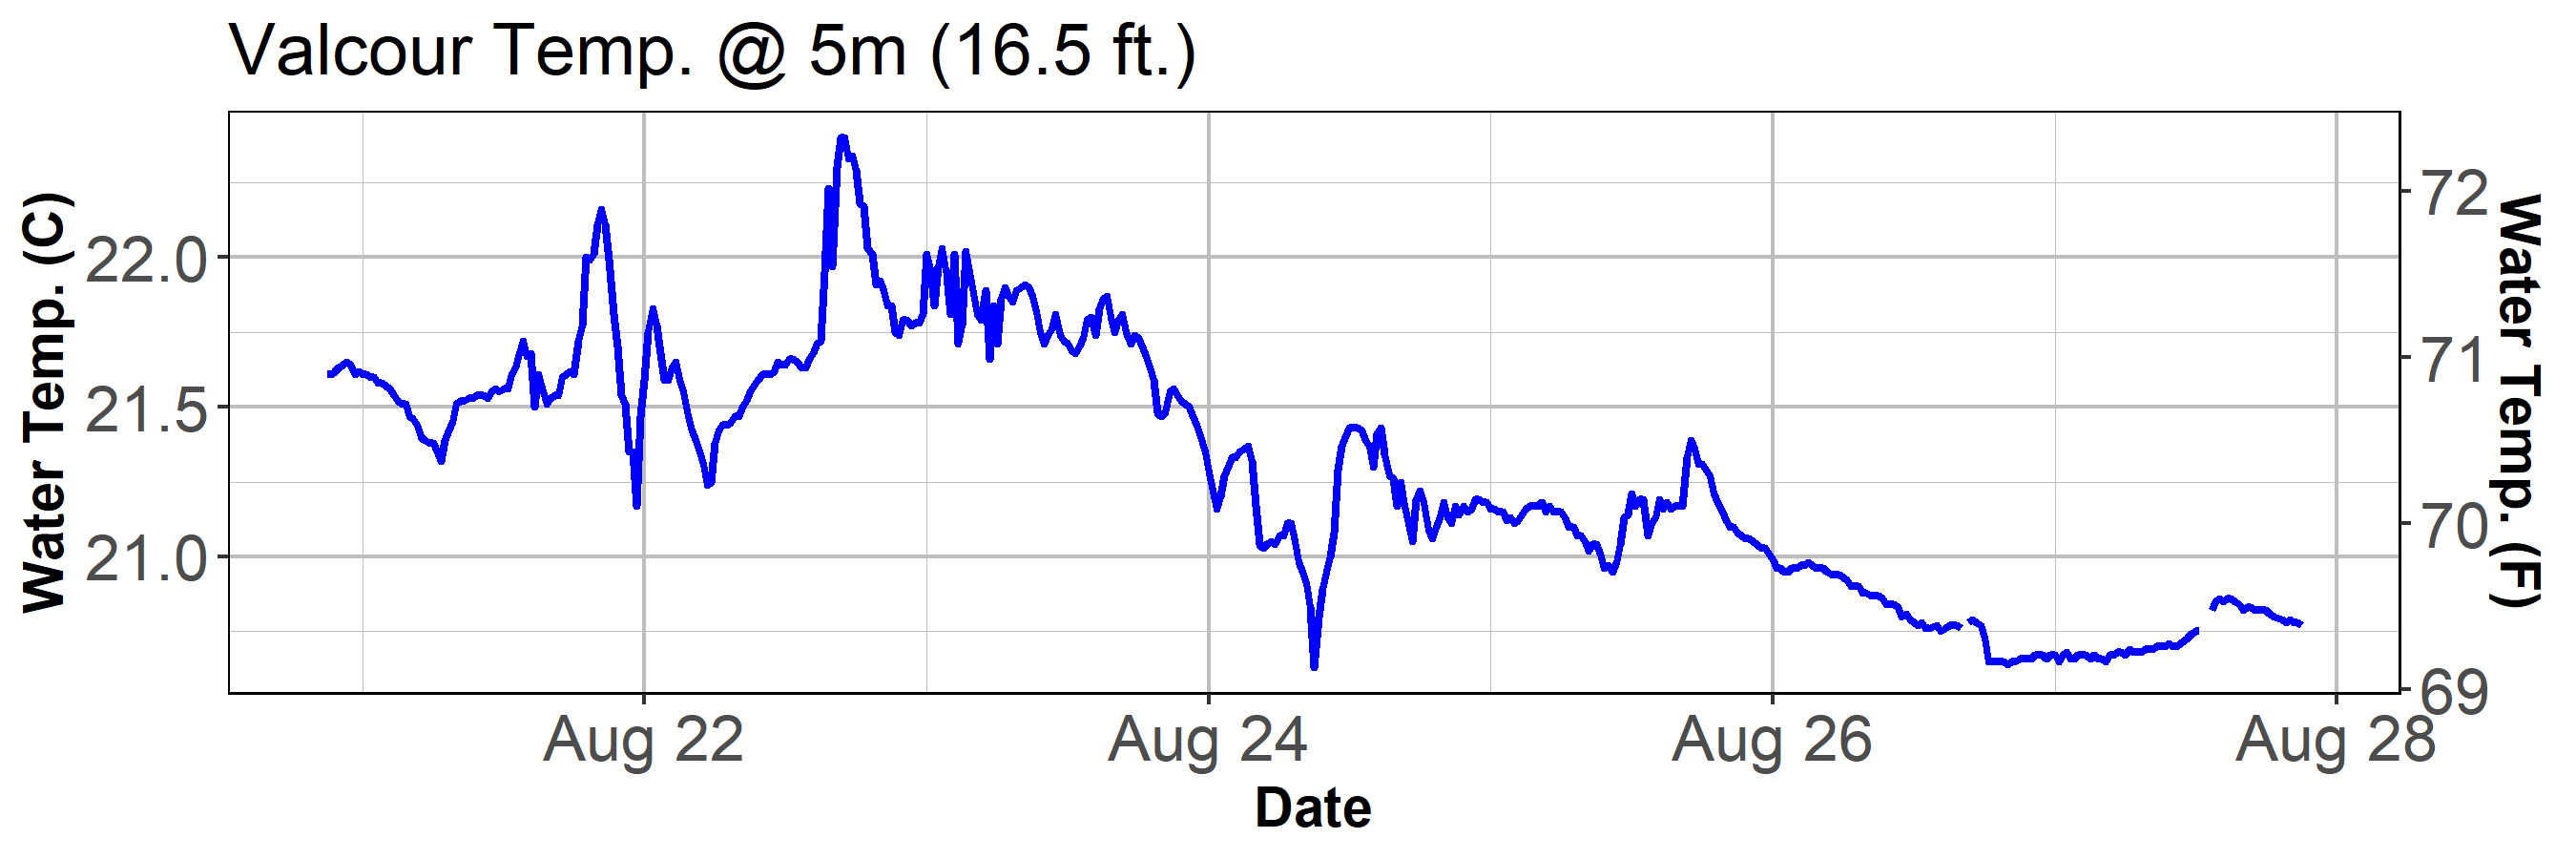 Valcour Temp. @ 5m (16.5 ft.)
Water Temp. (C)
22.0
21.5
21.0
72
71
70
69
Water Temp. (F)
Aug 22
Aug 24
Aug 26
Aug 28
Date